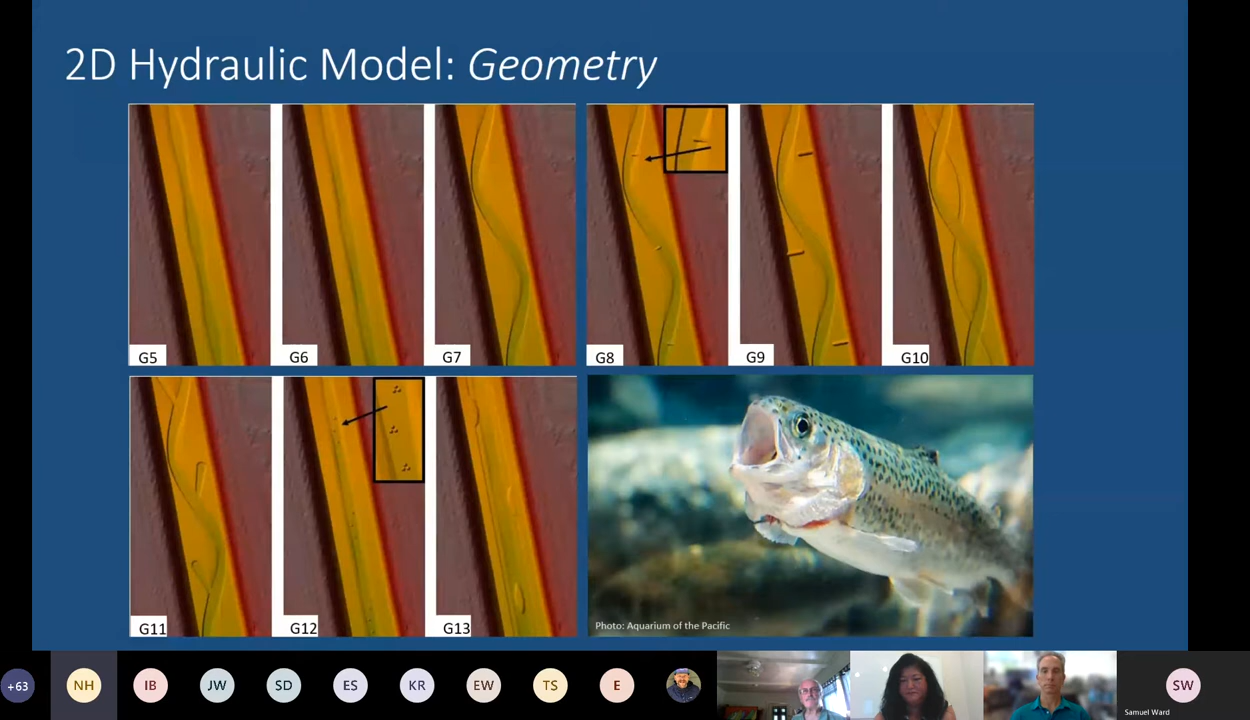 2D Hydraulic Model: Geometry
G5
G6
G7
G8
G9
G10
G11
G12
G13
Photo: Aquarium of the Pacific
+63
NH
IB
JW
SD
ES
KR
EW
TS
E
SW
Samuel Ward